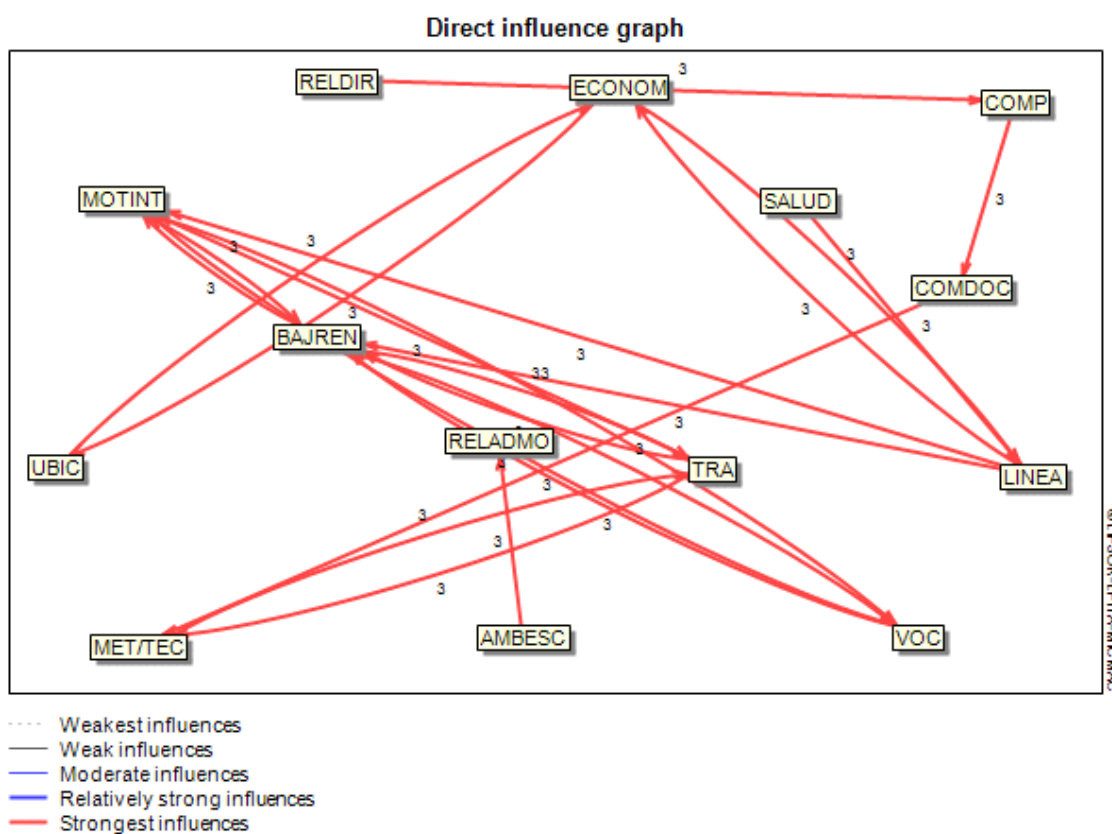 Direct influence graph
RELDIR
ECONOM
3
COMP
MOTINT
SALUD
3
3
3
3
3
COMDOC
3
3
3
3
BAJREN
3
3
33
3
RELADMO
3
UBIC
TRA
LINEA
3
3
3
3
3
MET/TEC
AMBESC
VOC
Weakest influences
Weak influences
Moderate influences
Relatively strong influences
Strongest influences